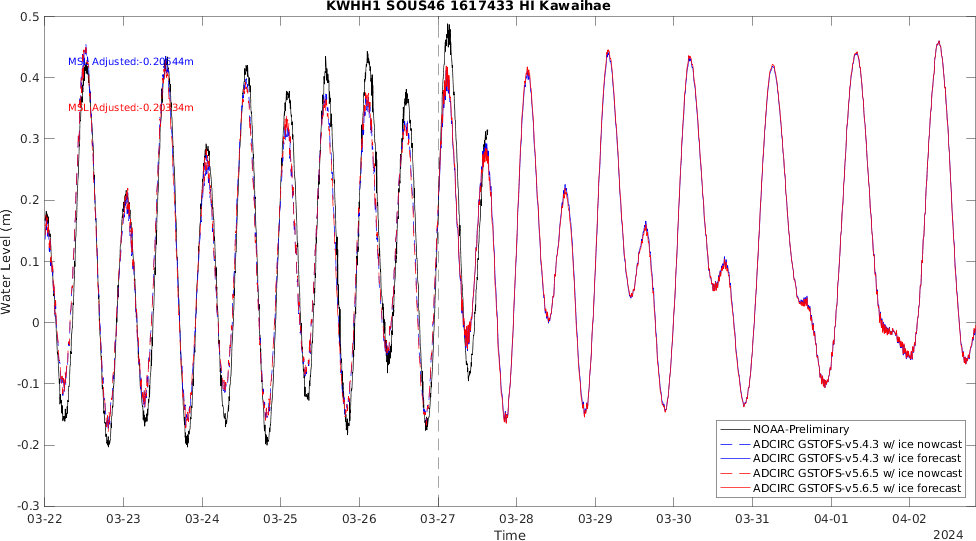 KWHH1 SOUS46 1617433 HI Kawaihae
0.5
0.4
0.3
0.2
0.1
0
-0.1
-0.2
-0.3
Water Level (m)
MSL Adjusted:-0.20644m
MSL Adjusted:-0.20334m
NOAA-Preliminary
ADCIRC GSTOFS-v5.4.3 w/ ice nowcast
ADCIRC GSTOFS-v5.4.3 w/ ice forecast
ADCIRC GSTOFS-v5.6.5 w/ ice nowcast
ADCIRC GSTOFS-v5.6.5 w/ ice forecast
03-22 03-23 03-24 03-25 03-26 03-27 03-28 03-29 03-30 03-31 04-01 04-02
Time
2024